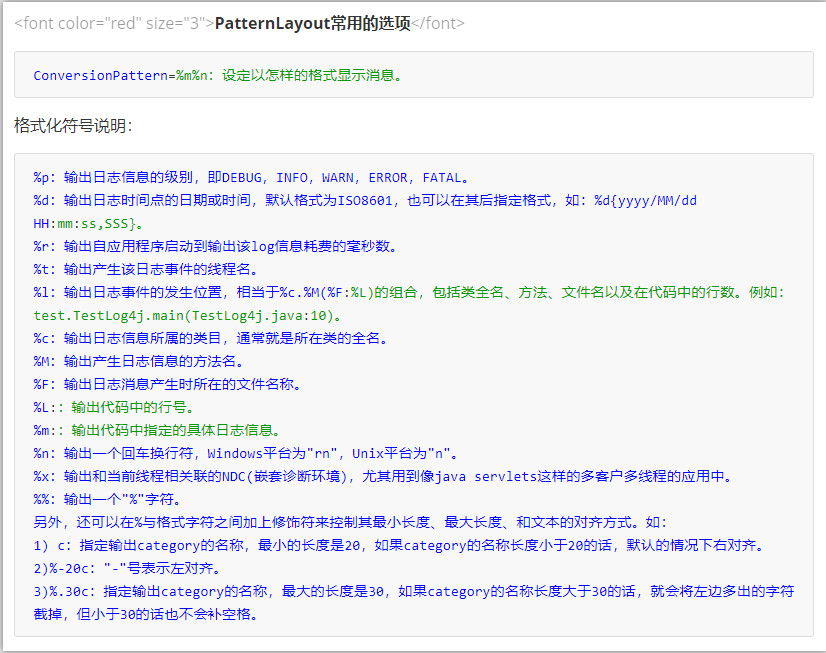 <font color="red" size="3">PatternLayout常用的选项</font>
ConversionPattern=%m%n: 设定以怎样的格式显示消息。
格式化符号说明：
%p: 输出日志信息的级别，即DEBUG，INFO，WARN，ERROR，FATAL。
%d: 输出日志时间点的日期或时间，默认格式为ISO8601，也可以在其后指定格式，如: %d{yyyy/MM/dd
HH:mm:ss,SSS}。
%r: 输出自应用程序启动到输出该log信息耗费的毫秒数。
%t: 输出产生该日志事件的线程名。
%l: 输出日志事件的发生位置，相当于%c.%M(%F:%L)的组合，包括类全名、方法、文件名以及在代码中的行数。例如:
test.TestLog4j.main(TestLog4j.java:10)。
%c: 输出日志信息所属的类目，通常就是所在类的全名。
%M: 输出产生日志信息的方法名。
%F: 输出日志消息产生时所在的文件名称。
%L:: 输出代码中的行号。
%m:: 输出代码中指定的具体日志信息。
%n: 输出一个回车换行符，Windows平台为"rn"，Unix平台为"n"。
%x: 输出和当前线程相关联的NDC(嵌套诊断环境)，尤其用到像java servlets这样的多客户多线程的应用中。
%%: 输出一个"%"字符。
另外，还可以在%与格式字符之间加上修饰符来控制其最小长度、最大长度、和文本的对齐方式。如:
1) c: 指定输出category的名称，最小的长度是20，如果category的名称长度小于20的话，默认的情况下右对齐。
2)%-20c: "-"号表示左对齐。
3)%.30c: 指定输出category的名称，最大的长度是30，如果category的名称长度大于30的话，就会将左边多出的字符
截掉，但小于30的话也不会补空格。